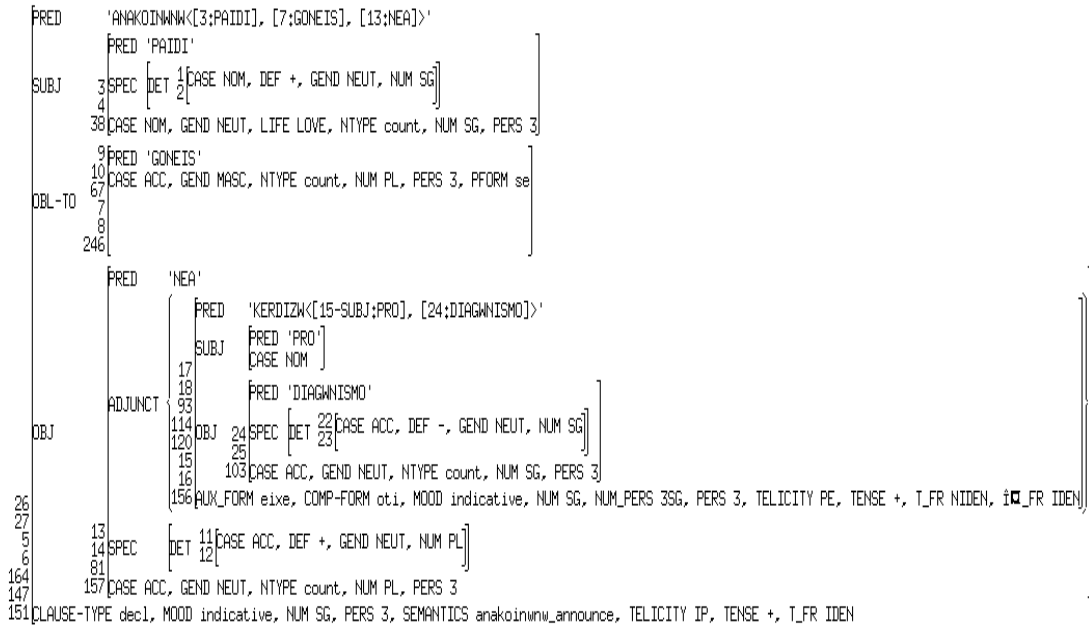 PRED 'ANAKOINWNW<[3:PAIDI], [7:GONEIS], [13:NEA]>'
PRED 'PAIDI'
SUBJ 3 SPEC DET 1 CASE NOM, DEF +, GEND NEUT, NUM SG
4 2
38 CASE NOM, GEND NEUT, LIFE LOVE, NTYPE count, NUM SG, PERS 3
9 PRED 'GONEIS'
10 CASE ACC, GEND MASC, NTYPE count, NUM PL, PERS 3, PFORM se
67
OBL-TO 7
8
246
PRED 'NEA'
PRED 'KERDIZW<[15-SUBJ:PRO], [24:DIAGWNISMO]>'
SUBJ PRED 'PRO'
CASE NOM
17
18 PRED 'DIAGWNISMO'
ADJUNCT 93
OBJ 114 OBJ 24 SPEC DET 22 CASE ACC, DEF -, GEND NEUT, NUM SG
120 25 23
15
16 103 CASE ACC, GEND NEUT, NTYPE count, NUM SG, PERS 3
156 AUX_FORM eixe, COMP-FORM oti, MOOD indicative, NUM SG, NUM_PERS 3SG, PERS 3, TELICITY PE, TENSE +, T_FR NIDEN, _FR IDEN
26
27
5 13
6 14 SPEC DET 11 CASE ACC, DEF +, GEND NEUT, NUM PL
81 12
164 157 CASE ACC, GEND NEUT, NTYPE count, NUM PL, PERS 3
147
151 CLAUSE-TYPE decl, MOOD indicative, NUM SG, PERS 3, SEMANTICS anakoinwnw_announce, TELICITY IP, TENSE +, T_FR IDEN